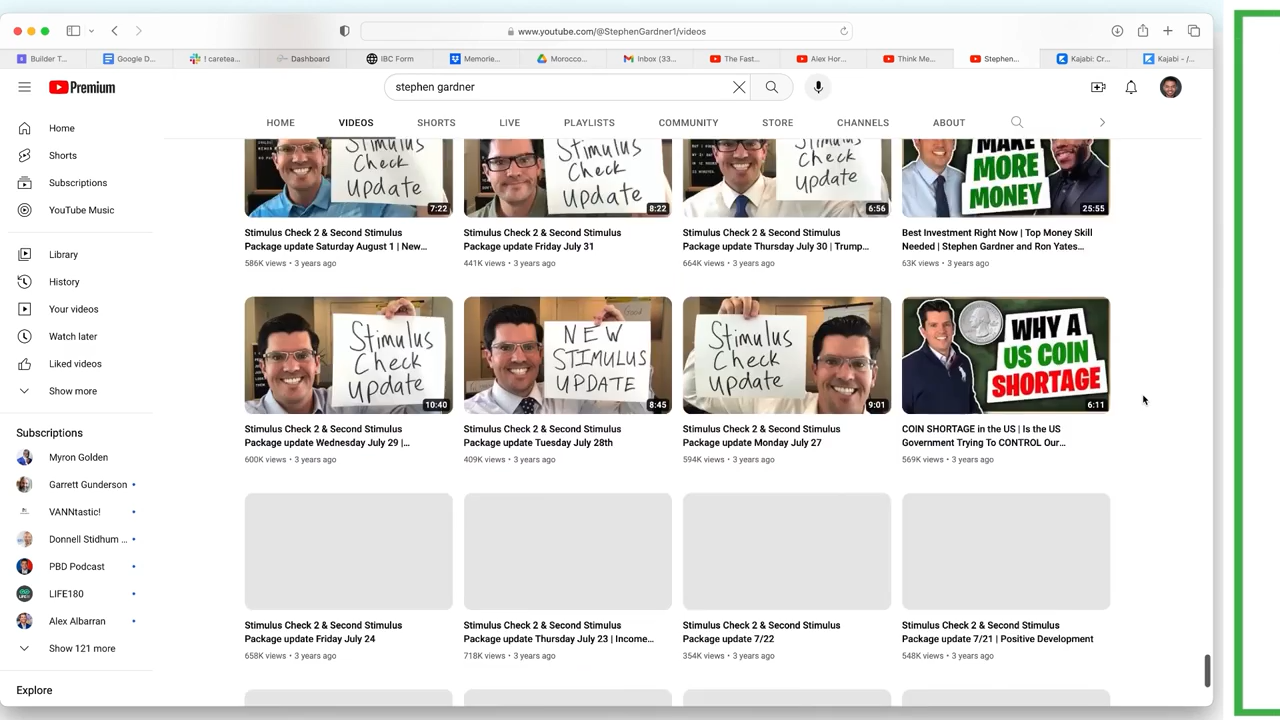 www.youtube.com/@StephenGardner1/videos
Builder T...
Google D...
! caretea...
Dashboard
IBC Form
Memorie...
Morocco...
Inbox (33...
The Fast...
Alex Hor...
Think Me...
Stephen...
Kajabi: Cr...
Kajabi - /...
Premium
stephen gardner
HOME VIDEOS SHORTS LIVE PLAYLISTS COMMUNITY STORE CHANNELS ABOUT
Home
Shorts
Subscriptions
YouTube Music
Library
History
Your videos
Watch later
Liked videos
Show more
Subscriptions
Myron Golden
Garrett Gunderson
VANNtastic!
Donnell Stidhum ...
PBD Podcast
LIFE180
Alex Albarran
Show 121 more
Explore
Stimulus
Check
Update
7:22
Stimulus
Check
Update
8:22
Stimulus
Check
Update
6:56
MAKE
MORE
MONEY
25:55
Stimulus Check 2 & Second Stimulus
Package update Saturday August 1 | New...
586K views • 3 years ago
Stimulus Check 2 & Second Stimulus
Package update Friday July 31
441K views • 3 years ago
Stimulus Check 2 & Second Stimulus
Package update Thursday July 30 | Trump...
664K views • 3 years ago
Best Investment Right Now | Top Money Skill
Needed | Stephen Gardner and Ron Yates...
63K views • 3 years ago
Stimulus
Check
Update
10:40
NEW
STIMULUS
UPDATE
8:45
Stimulus
Check
Update
9:01
WHY A
US COIN
SHORTAGE
6:11
Stimulus Check 2 & Second Stimulus
Package update Wednesday July 29 |...
600K views • 3 years ago
Stimulus Check 2 & Second Stimulus
Package update Tuesday July 28th
409K views • 3 years ago
Stimulus Check 2 & Second Stimulus
Package update Monday July 27
594K views • 3 years ago
COIN SHORTAGE in the US | Is the US
Government Trying To CONTROL Our...
569K views • 3 years ago
Stimulus Check 2 & Second Stimulus
Package update Friday July 24
658K views • 3 years ago
Stimulus Check 2 & Second Stimulus
Package update Thursday July 23 | Income...
718K views • 3 years ago
Stimulus Check 2 & Second Stimulus
Package update 7/22
354K views • 3 years ago
Stimulus Check 2 & Second Stimulus
Package update 7/21 | Positive Development
548K views • 3 years ago